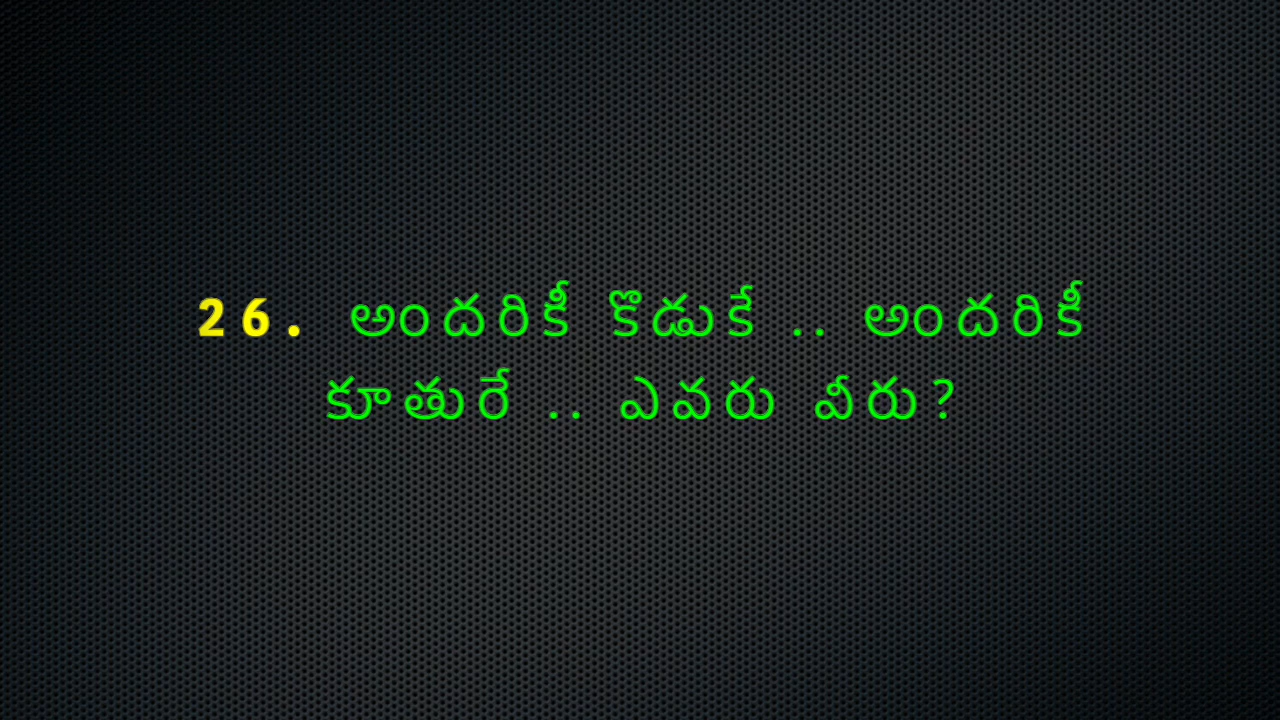 26. అందరికీ కొడుకే .. అందరికీ
కూతురే .. ఎవరు వీరు?